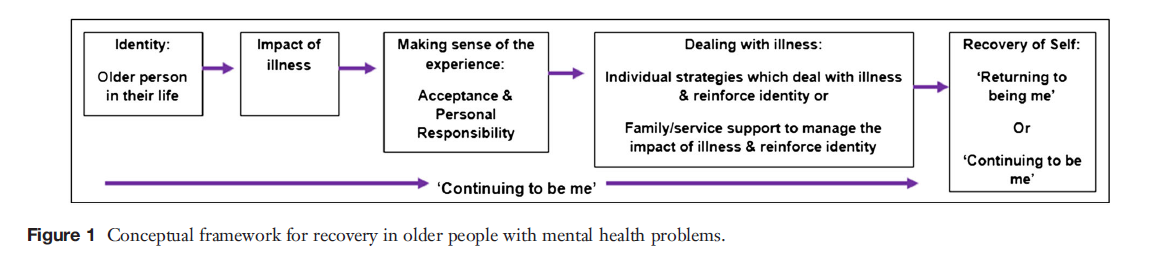 Identity:
Older person
in their life
Impact of
illness
Making sense of the
experience:
Acceptance &
Personal
Responsibility
Dealing with illness:
Individual strategies which deal with illness
& reinforce identity or
Family/service support to manage the
impact of illness & reinforce identity
Recovery of Self:
‘Returning to
being me’
Or
‘Continuing to be
me’
‘Continuing to be me’
Figure 1 Conceptual framework for recovery in older people with mental health problems.